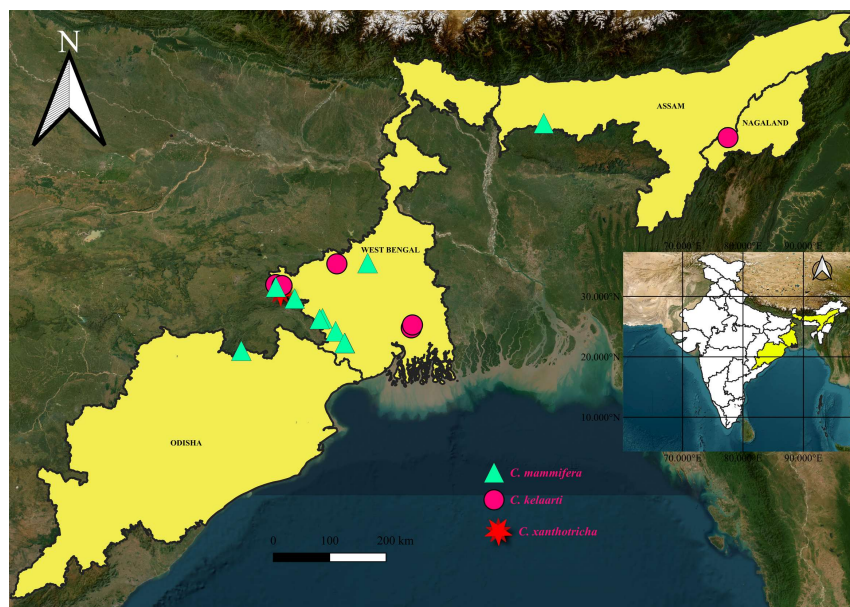 N
ASSAM
NAGALAND
WEST BENGAL
70.000°E 80.000°E 90.000°E
30.000°N
20.000°N
10.000°N
70.000°E 80.000°E 90.000°E
ODISHA
C. mammifera
C. kelaarti
C. xanthotricha
0 100 200 km